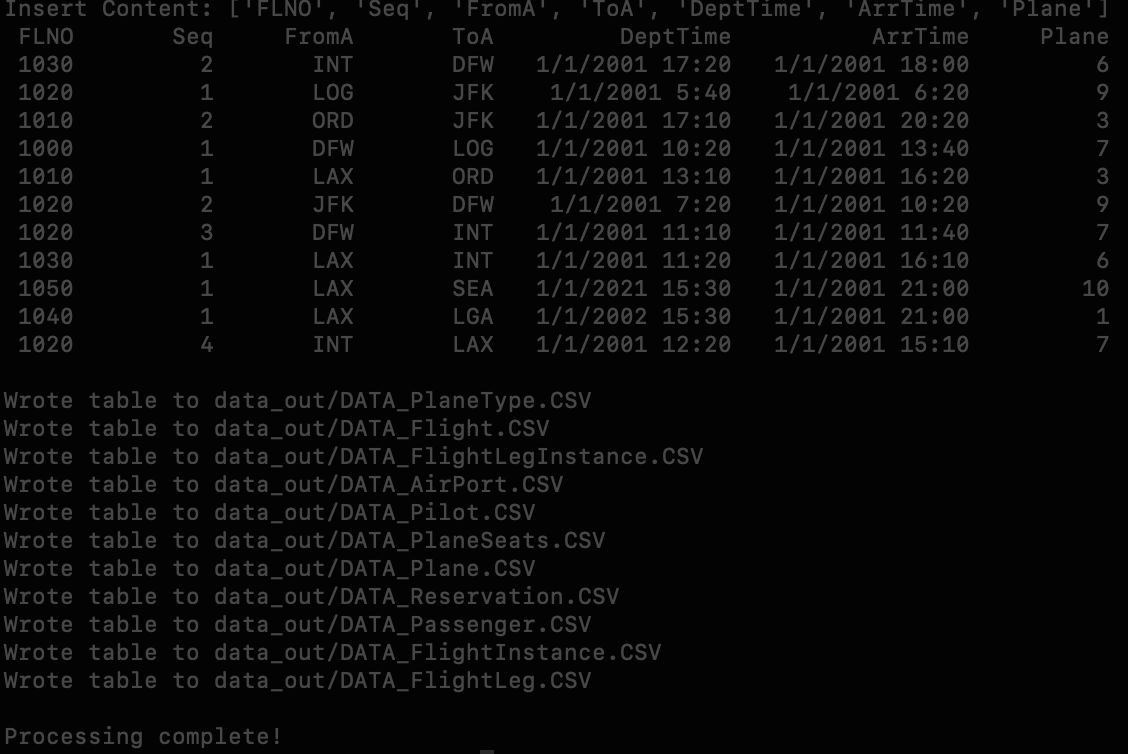 Insert Content: ['FLNO', 'Seq', 'FromA', 'ToA', 'DeptTime', 'ArrTime', 'Plane']
FLNO Seq FromA ToA DeptTime ArrTime Plane
1030 2 INT DFW 1/1/2001 17:20 1/1/2001 18:00 6
1020 1 LOG JFK 1/1/2001 5:40 1/1/2001 6:20 9
1010 2 ORD JFK 1/1/2001 17:10 1/1/2001 20:20 3
1000 1 DFW LOG 1/1/2001 10:20 1/1/2001 13:40 7
1010 1 LAX ORD 1/1/2001 13:10 1/1/2001 16:20 3
1020 2 JFK DFW 1/1/2001 7:20 1/1/2001 10:20 9
1020 3 DFW INT 1/1/2001 11:10 1/1/2001 11:40 7
1030 1 LAX INT 1/1/2001 11:20 1/1/2001 16:10 6
1050 1 LAX SEA 1/1/2021 15:30 1/1/2001 21:00 10
1040 1 LAX LGA 1/1/2002 15:30 1/1/2001 21:00 1
1020 4 INT LAX 1/1/2001 12:20 1/1/2001 15:10 7
Wrote table to data_out/DATA_PlaneType.CSV
Wrote table to data_out/DATA_Flight.CSV
Wrote table to data_out/DATA_FlightLegInstance.CSV
Wrote table to data_out/DATA_AirPort.CSV
Wrote table to data_out/DATA_Pilot.CSV
Wrote table to data_out/DATA_PlaneSeats.CSV
Wrote table to data_out/DATA_Plane.CSV
Wrote table to data_out/DATA_Reservation.CSV
Wrote table to data_out/DATA_Passenger.CSV
Wrote table to data_out/DATA_FlightInstance.CSV
Wrote table to data_out/DATA_FlightLeg.CSV
Processing complete!